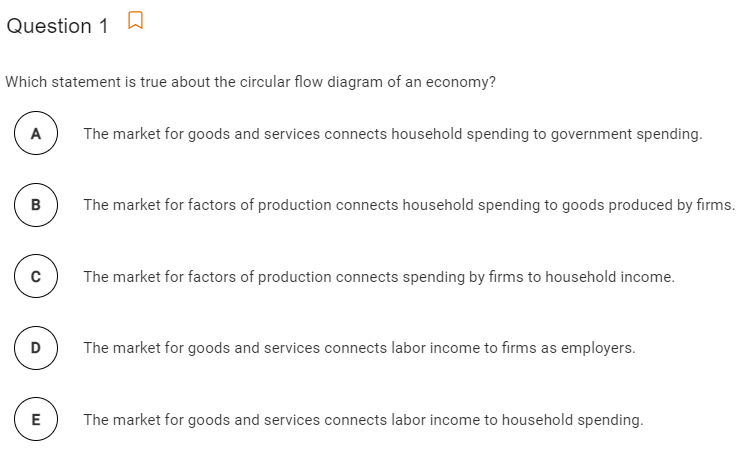 Question 1
Which statement is true about the circular flow diagram of an economy?
A The market for goods and services connects household spending to government spending.
B The market for factors of production connects household spending to goods produced by firms.
C The market for factors of production connects spending by firms to household income.
D The market for goods and services connects labor income to firms as employers.
E The market for goods and services connects labor income to household spending.